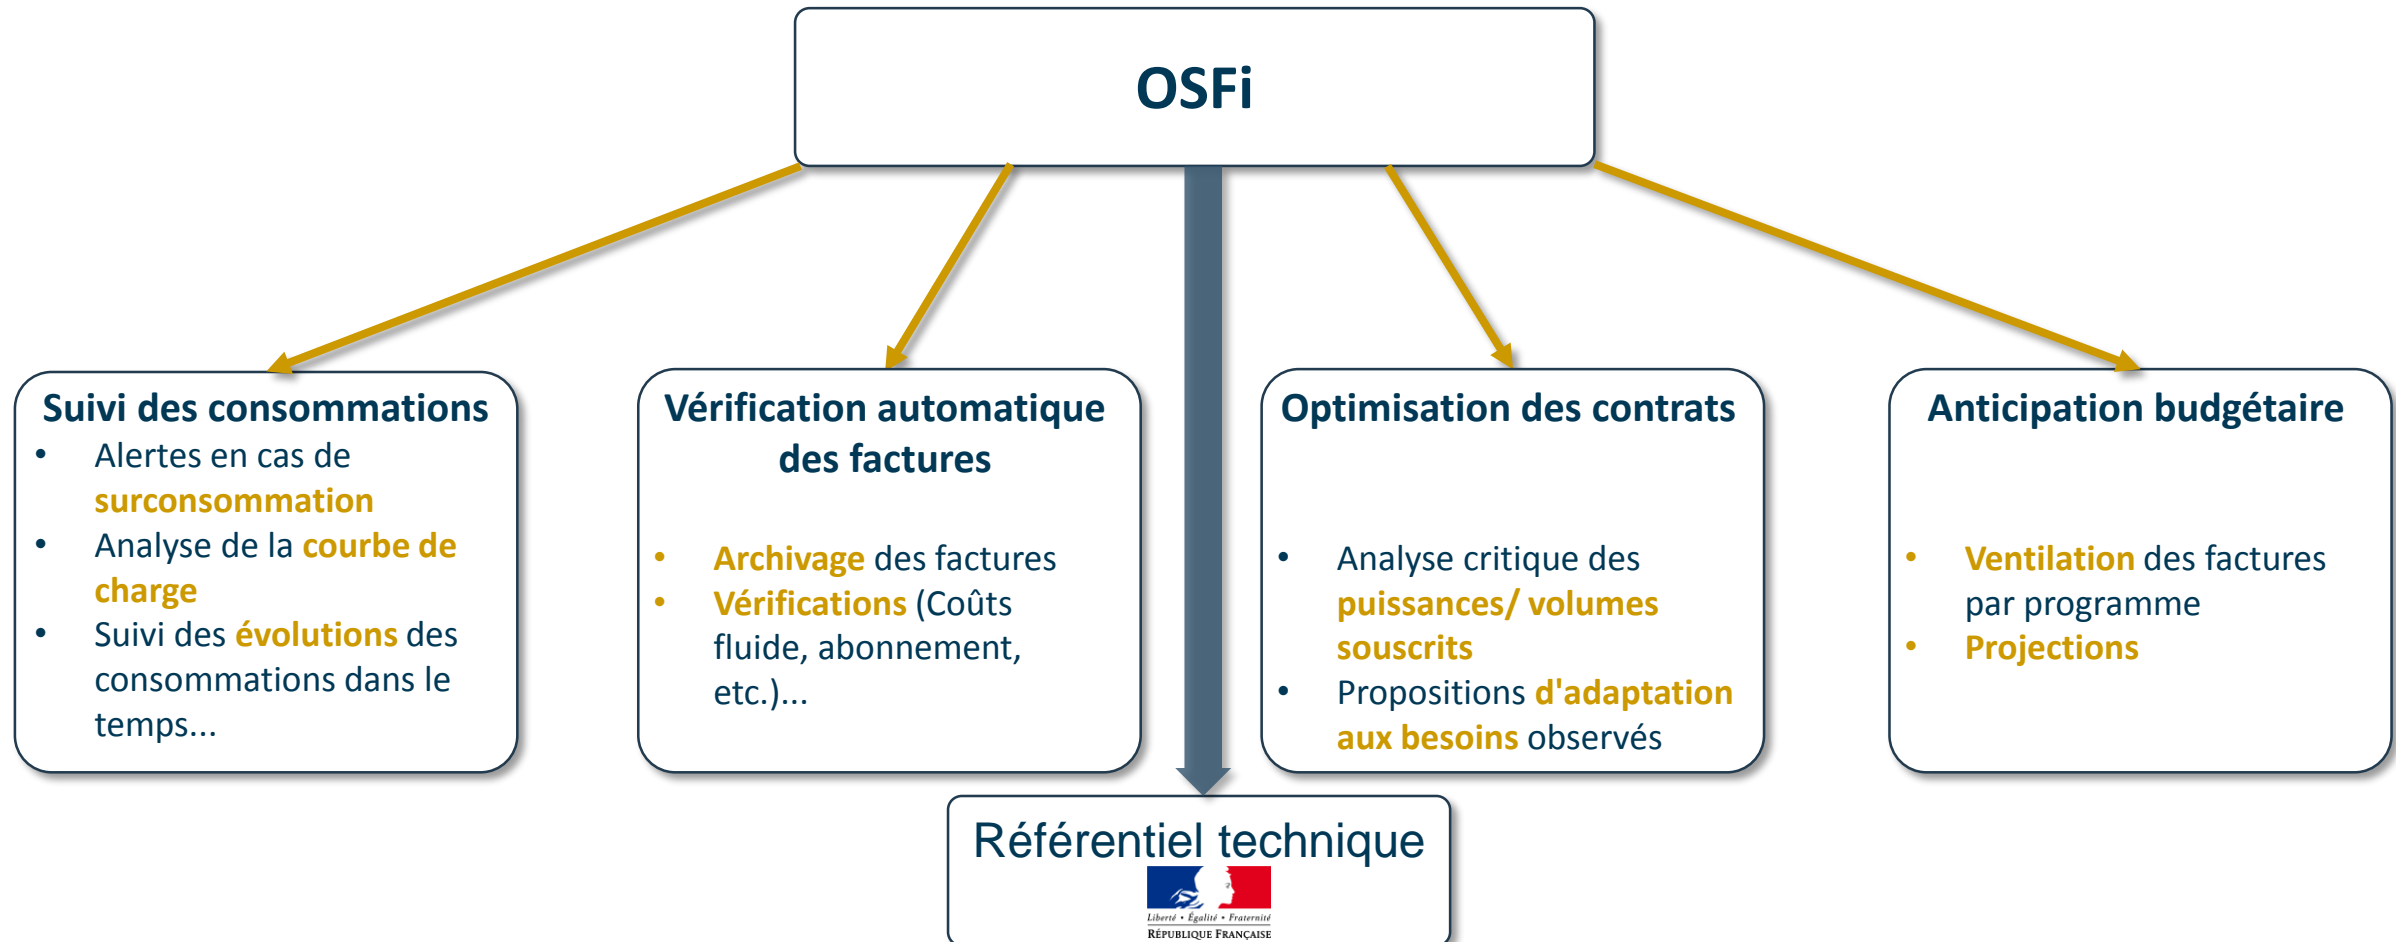 OSFi
Suivi des consommations
• Alertes en cas de
surconsommation
• Analyse de la courbe de
charge
• Suivi des évolutions des
consommations dans le
temps...
Vérification automatique
des factures
• Archivage des factures
• Vérifications (Coûts
fluide, abonnement,
etc.)...
Optimisation des contrats
• Analyse critique des
puissances/ volumes
souscrits
• Propositions d'adaptation
aux besoins observés
Anticipation budgétaire
• Ventilation des factures
par programme
• Projections
Référentiel technique
Liberté • Égalité • Fraternité
RÉPUBLIQUE FRANÇAISE